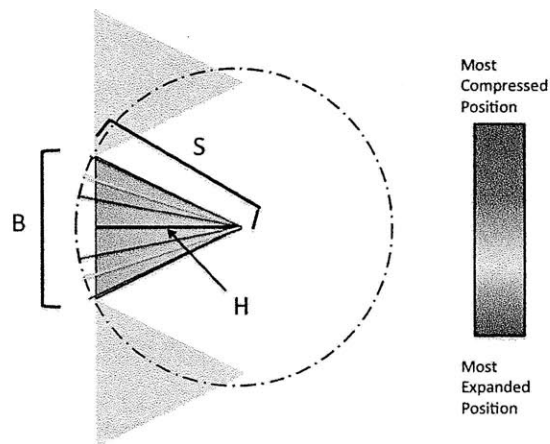 Most
Compressed
Position
S
B
H
Most
Expanded
Position